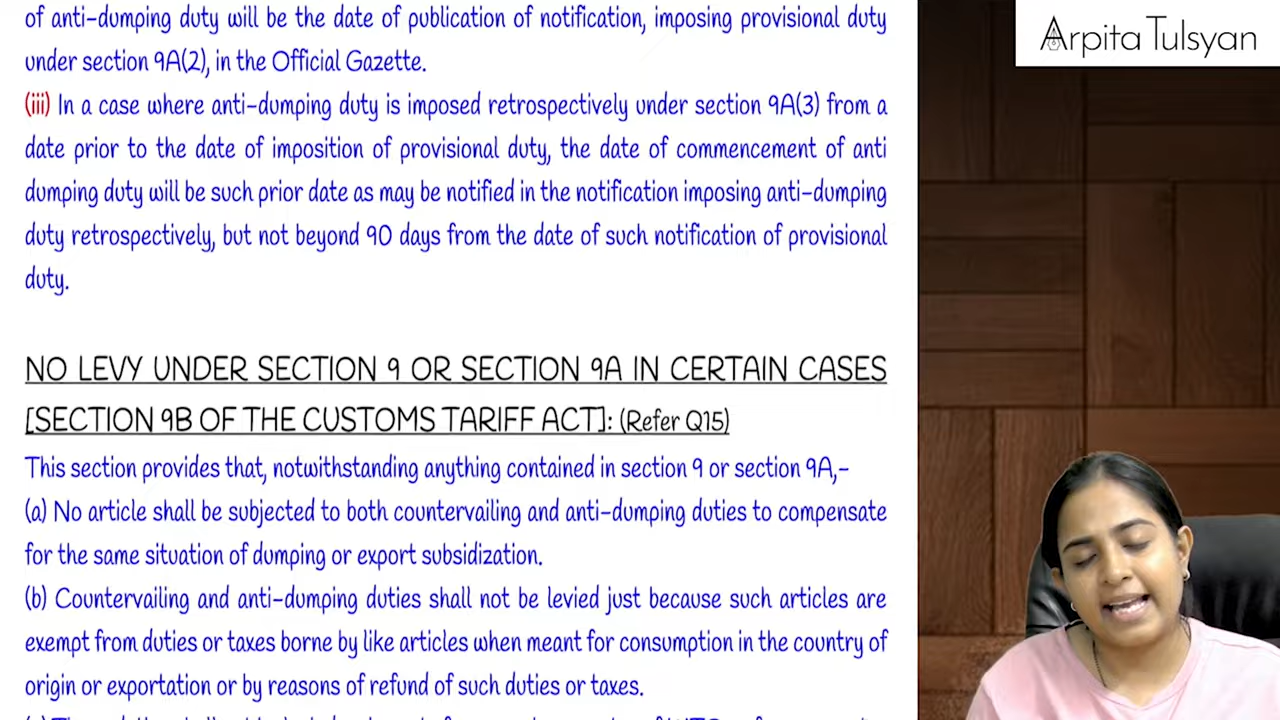 of anti-dumping duty will be the date of publication of notification, imposing provisional duty
under section 9A(2), in the Official Gazette.
(iii) In a case where anti-dumping duty is imposed retrospectively under section 9A(3) from a
date prior to the date of imposition of provisional duty, the date of commencement of anti
dumping duty will be such prior date as may be notified in the notification imposing anti-dumping
duty retrospectively, but not beyond 90 days from the date of such notification of provisional
duty.
NO LEVY UNDER SECTION 9 OR SECTION 9A IN CERTAIN CASES
[SECTION 9B OF THE CUSTOMS TARIFF ACT]: (Refer Q15)
This section provides that, notwithstanding anything contained in section 9 or section 9A,-
(a) No article shall be subjected to both countervailing and anti-dumping duties to compensate
for the same situation of dumping or export subsidization.
(b) Countervailing and anti-dumping duties shall not be levied just because such articles are
exempt from duties or taxes borne by like articles when meant for consumption in the country of
origin or exportation or by reasons of refund of such duties or taxes.
Arpita Tulsyan